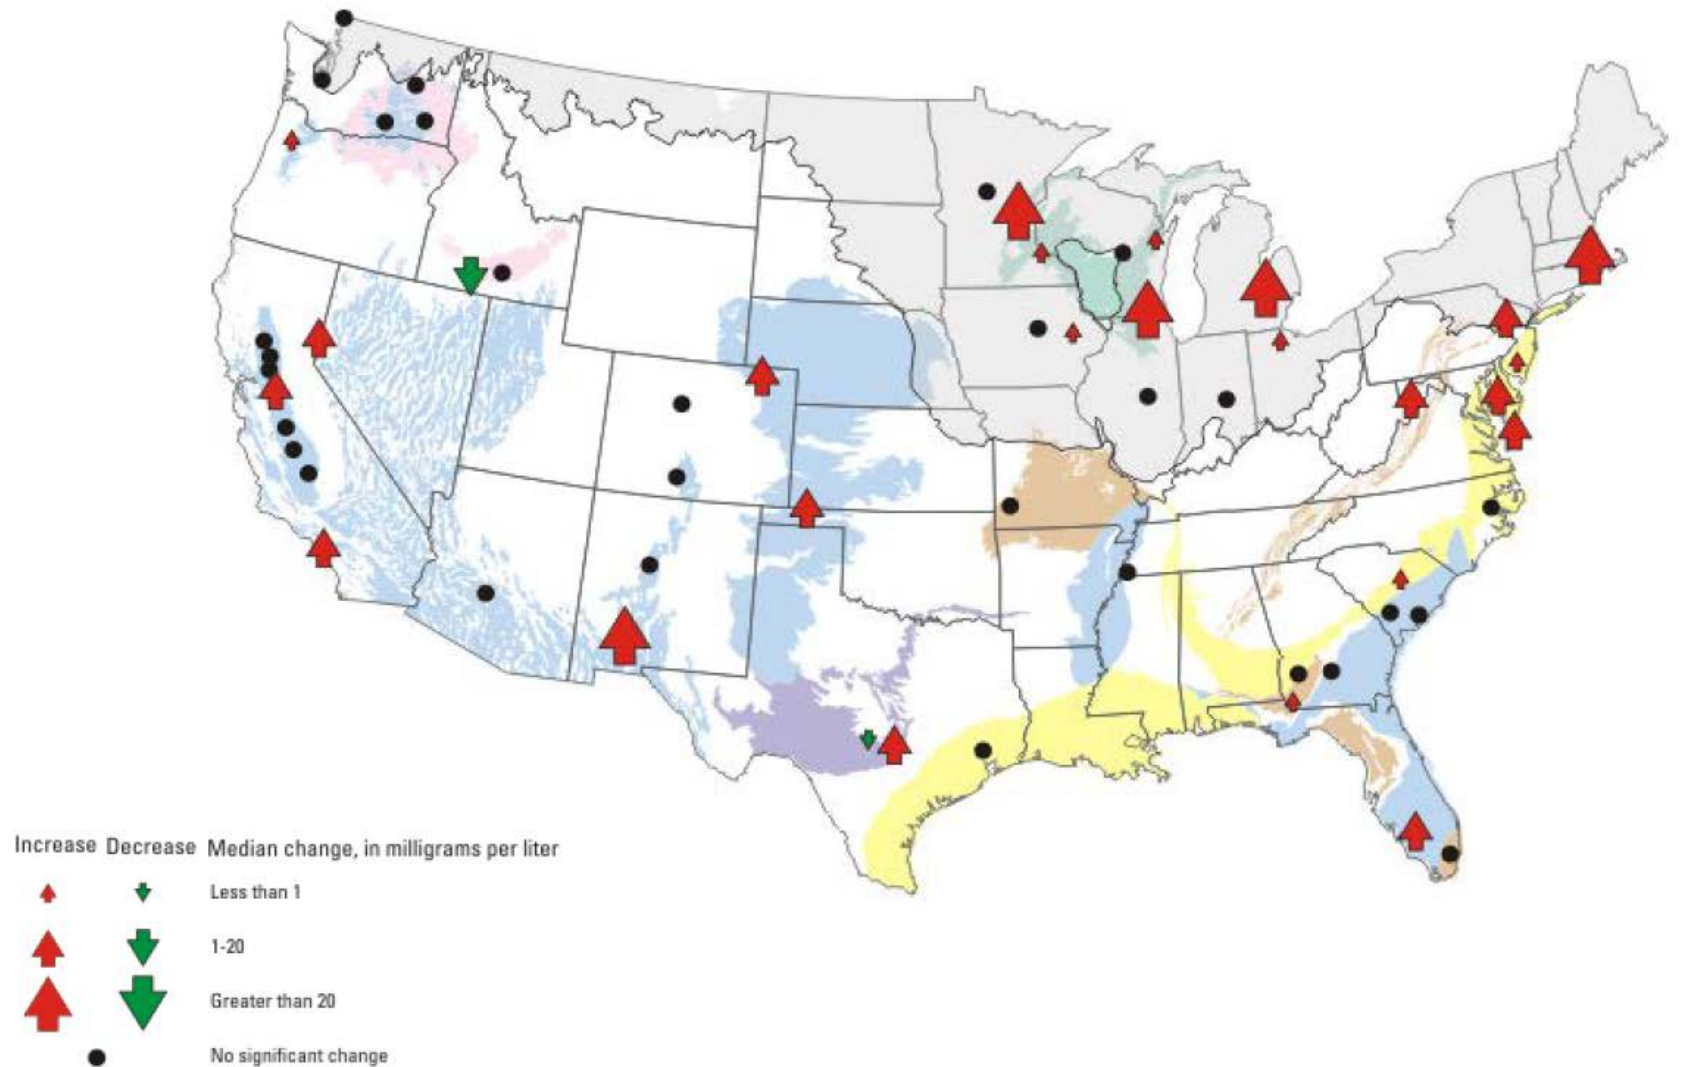 Increase Decrease Median change, in milligrams per liter
Less than 1
1-20
Greater than 20
No significant change